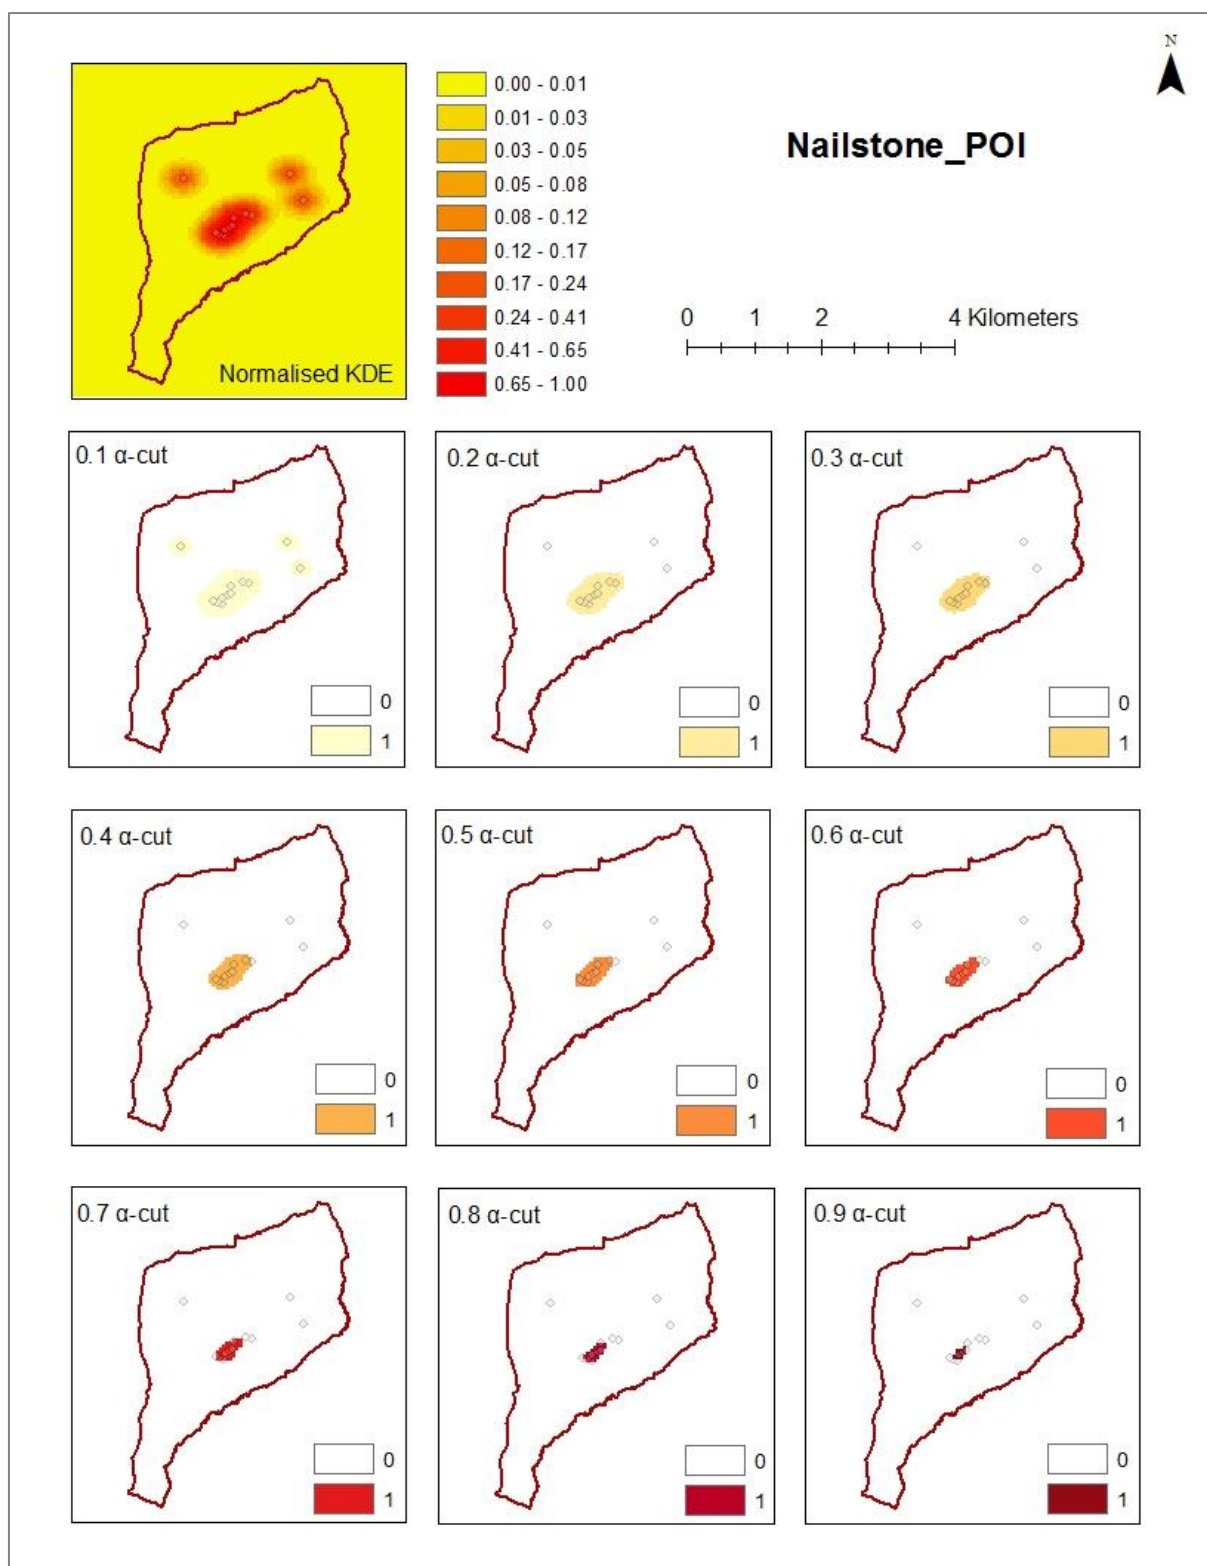 N
Nailstone_POI
0.00 - 0.01
0.01 - 0.03
0.03 - 0.05
0.05 - 0.08
0.08 - 0.12
0.12 - 0.17
0.17 - 0.24
0.24 - 0.41
0.41 - 0.65
0.65 - 1.00
Normalised KDE
0 1 2 4 Kilometers
0.1 α-cut
0
1
0.2 α-cut
0
1
0.3 α-cut
0
1
0.4 α-cut
0
1
0.5 α-cut
0
1
0.6 α-cut
0
1
0.7 α-cut
0
1
0.8 α-cut
0
1
0.9 α-cut
0
1